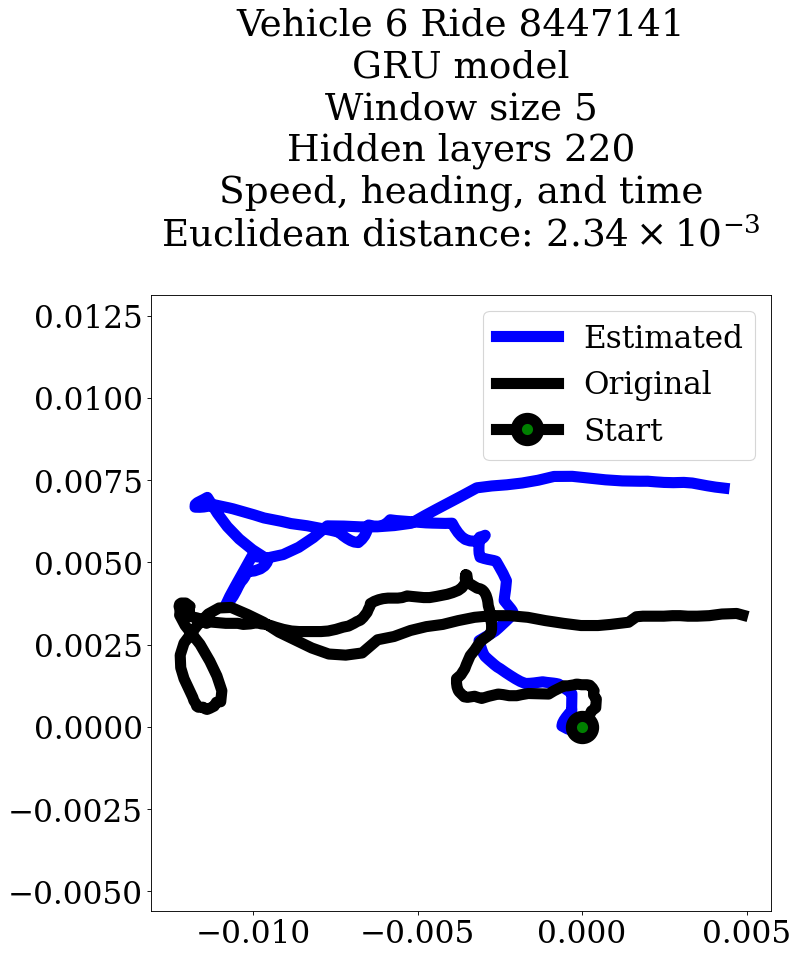 Vehicle 6 Ride 8447141
GRU model
Window size 5
Hidden layers 220
Speed, heading, and time
Euclidean distance: 2.34 × 10⁻³
Estimated
Original
Start
0.0125
0.0100
0.0075
0.0050
0.0025
0.0000
−0.0025
−0.0050
−0.010 −0.005 0.000 0.005